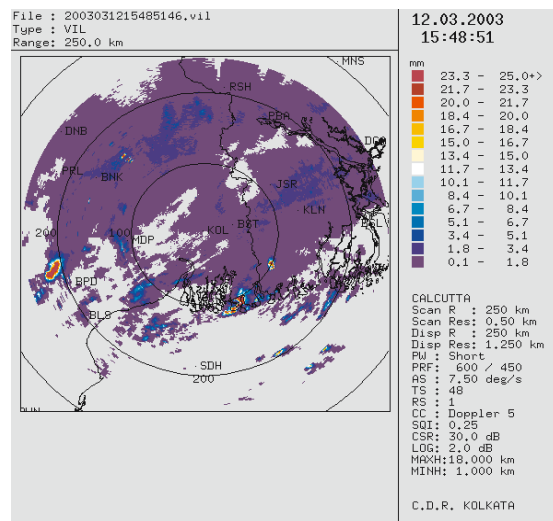 File : 2003031215485146.vil
Type : VIL
Range: 250.0 km
12.03.2003
15:48:51
mm
23.3 - 25.0+>
21.7 - 23.3
20.0 - 21.7
18.4 - 20.0
16.7 - 18.4
15.0 - 16.7
13.4 - 15.0
11.7 - 13.4
10.1 - 11.7
8.4 - 10.1
6.7 - 8.4
5.1 - 6.7
3.4 - 5.1
1.8 - 3.4
0.1 - 1.8
MNS
RSH
PBA
DNB
PRL
BNK
JSR
KLN
200
100
MDP
KOL
BST
BPD
BLS
SDH
200
CALCUTTA
Scan R : 250 km
Scan Res: 0.50 km
Disp R : 250 km
Disp Res: 1.250 km
PW : Short
PRF: 600 / 450
AS : 7.50 deg/s
TS : 48
RS : 1
CC : Doppler 5
SQI: 0.25
CSR: 30.0 dB
LOG: 2.0 dB
MAXH:18.000 km
MINH: 1.000 km
C.D.R. KOLKATA